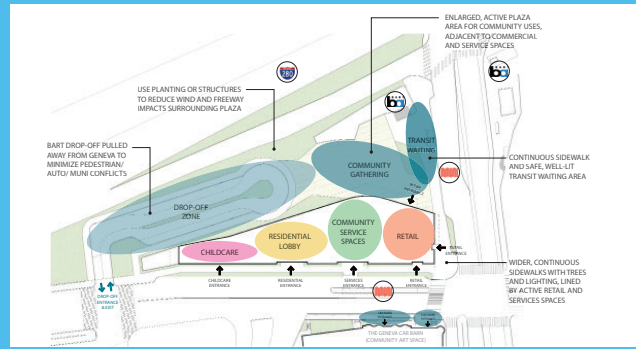 ENLARGED, ACTIVE PLAZA
AREA FOR COMMUNITY USES,
ADJACENT TO COMMERCIAL
AND SERVICE SPACES
280
ba
ba
USE PLANTING OR STRUCTURES
TO REDUCE WIND AND FREEWAY
IMPACTS SURROUNDING PLAZA
BART DROP-OFF PULLED
AWAY FROM GENEVA TO
MINIMIZE PEDESTRIAN/
AUTO/ MUNI CONFLICTS
TRANSIT
WAITING
COMMUNITY
GATHERING
CONTINUOUS SIDEWALK
AND SAFE, WELL-LIT
TRANSIT WAITING AREA
DROP-OFF
ZONE
COMMUNITY
SERVICE
SPACES
RESIDENTIAL
LOBBY
RETAIL
CHILDCARE
RETAIL
ENTRANCE
WIDER, CONTINUOUS
SIDEWALKS WITH TREES
AND LIGHTING, LINED
BY ACTIVE RETAIL AND
SERVICES SPACES
CHILDCARE
ENTRANCE
RESIDENTIAL
ENTRANCE
SERVICES
ENTRANCE
RETAIL
ENTRANCE
DROP-OFF
ENTRANCE
&EXIT
THE GENEVA CAR BARN
(COMMUNITY ART SPACE)